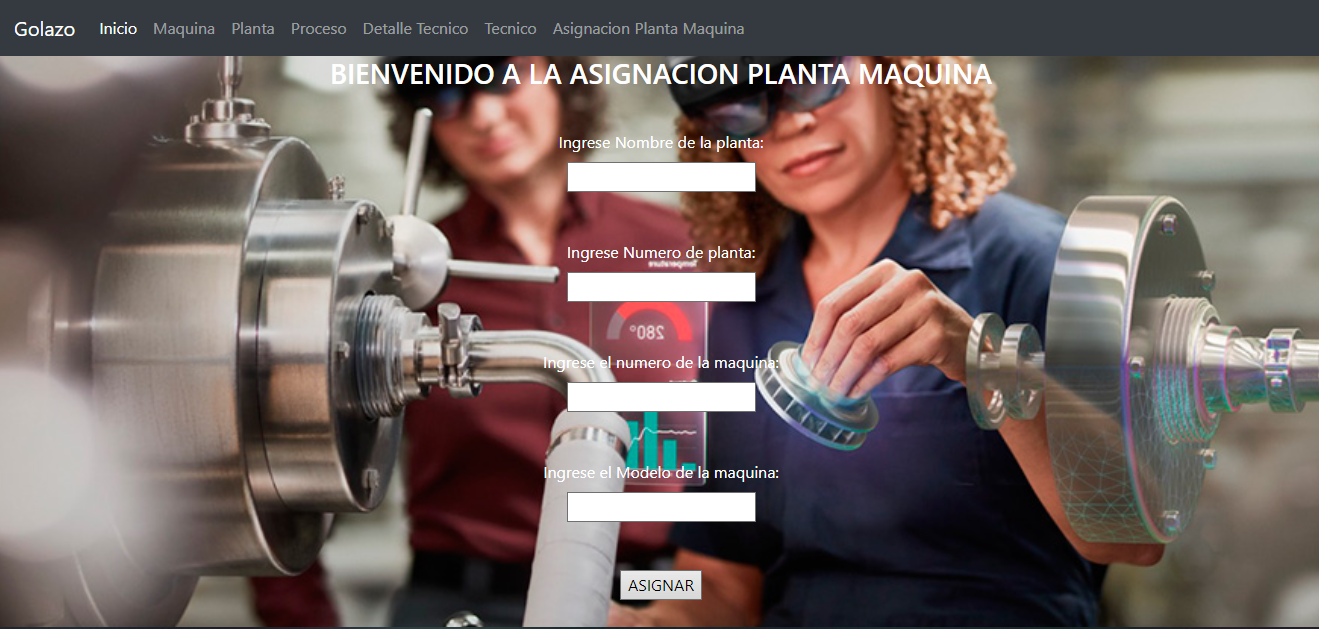 Golazo Inicio Maquina Planta Proceso Detalle Tecnico Tecnico Asignacion Planta Maquina
BIENVENIDO A LA ASIGNACION PLANTA MAQUINA
Ingrese Nombre de la planta:
Ingrese Numero de planta:
280°
Ingrese el numero de la maquina:
Ingrese el Modelo de la maquina:
ASIGNAR